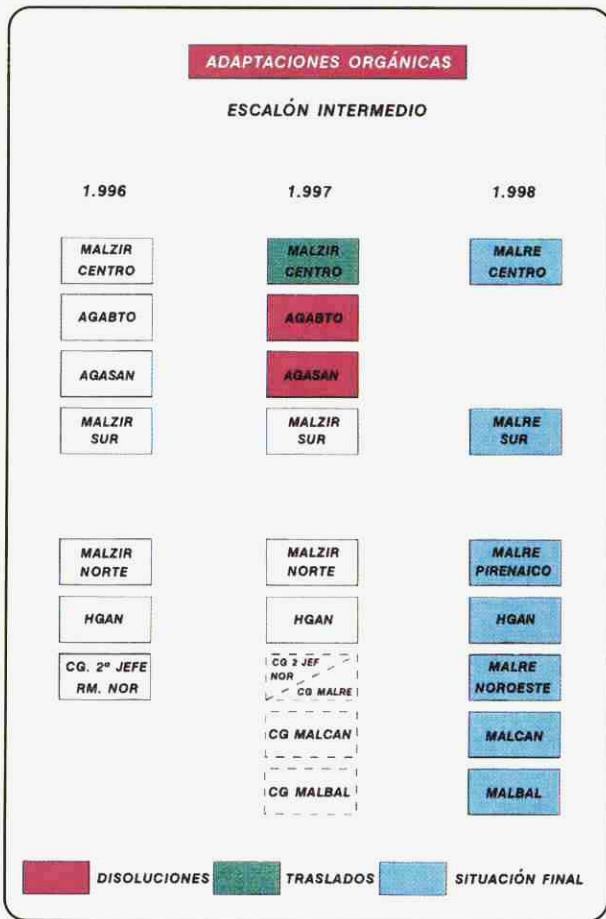 ADAPTACIONES ORGÁNICAS
ESCALÓN INTERMEDIO
1.996
1.997
1.998
MALZIR
CENTRO
MALZIR
CENTRO
MALRE
CENTRO
AGABTO
AGABTO
AGASAN
AGASAN
MALZIR
SUR
MALZIR
SUR
MALRE
SUR
MALZIR
NORTE
MALZIR
NORTE
MALRE
PIRENAICO
HGAN
HGAN
HGAN
CG. 2º JEFE
RM. NOR
CG 2 JEF
NOR
CG MALRE
MALRE
NOROESTE
CG MALCAN
MALCAN
CG MALBAL
MALBAL
DISOLUCIONES
TRASLADOS
SITUACIÓN FINAL